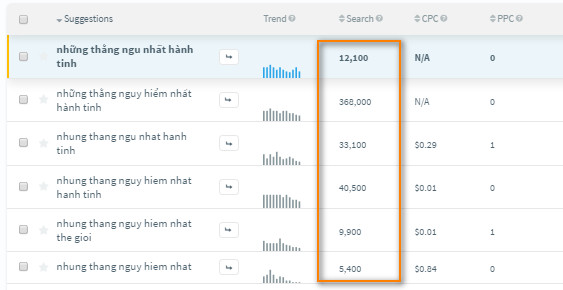 Suggestions Trend Search CPC PPC
những thằng ngu nhất hành 12,100 N/A 0
tinh
những thằng nguy hiểm nhất 368,000 N/A 0
hành tinh
nhung thang ngu nhat hanh 33,100 $0.29 1
tinh
nhung thang nguy hiem nhat 40,500 $0.01 0
hanh tinh
nhung thang nguy hiem nhat 9,900 $0.01 1
the gioi
nhung thang nguy hiem nhat 5,400 $0.84 0